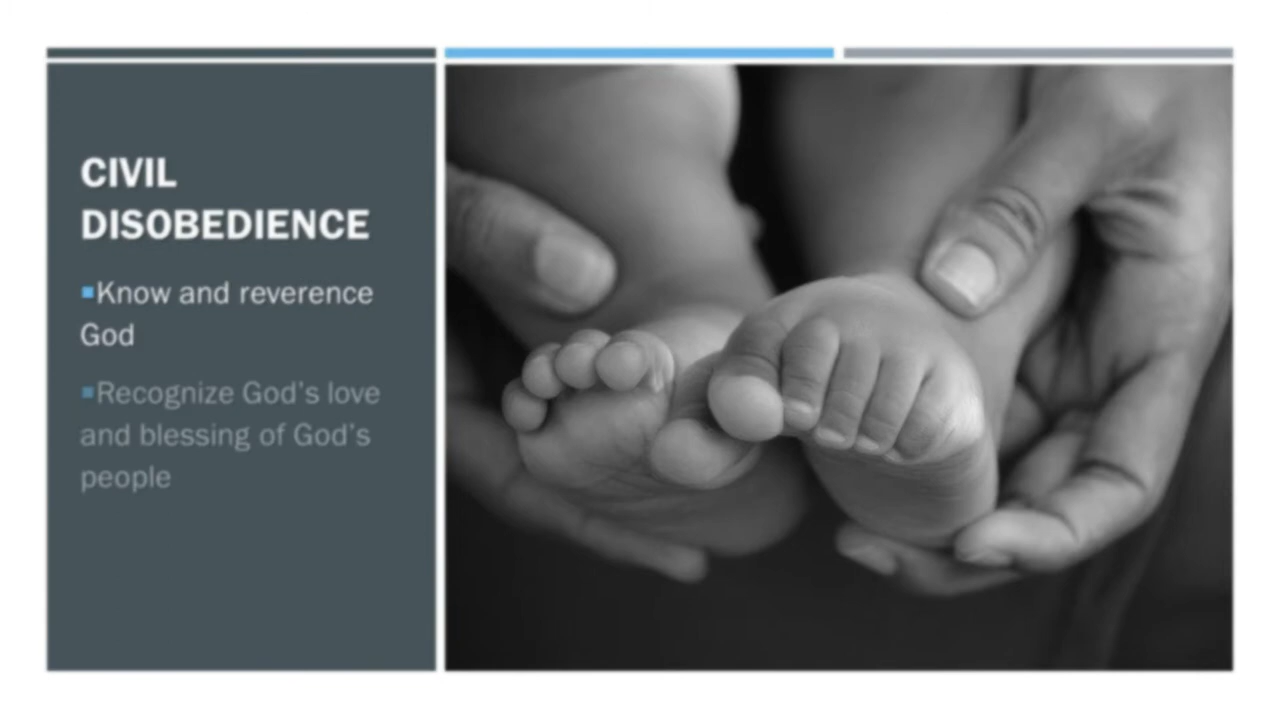 CIVIL
DISOBEDIENCE
▪Know and reverence
God
▪Recognize God's love
and blessing of God's
people